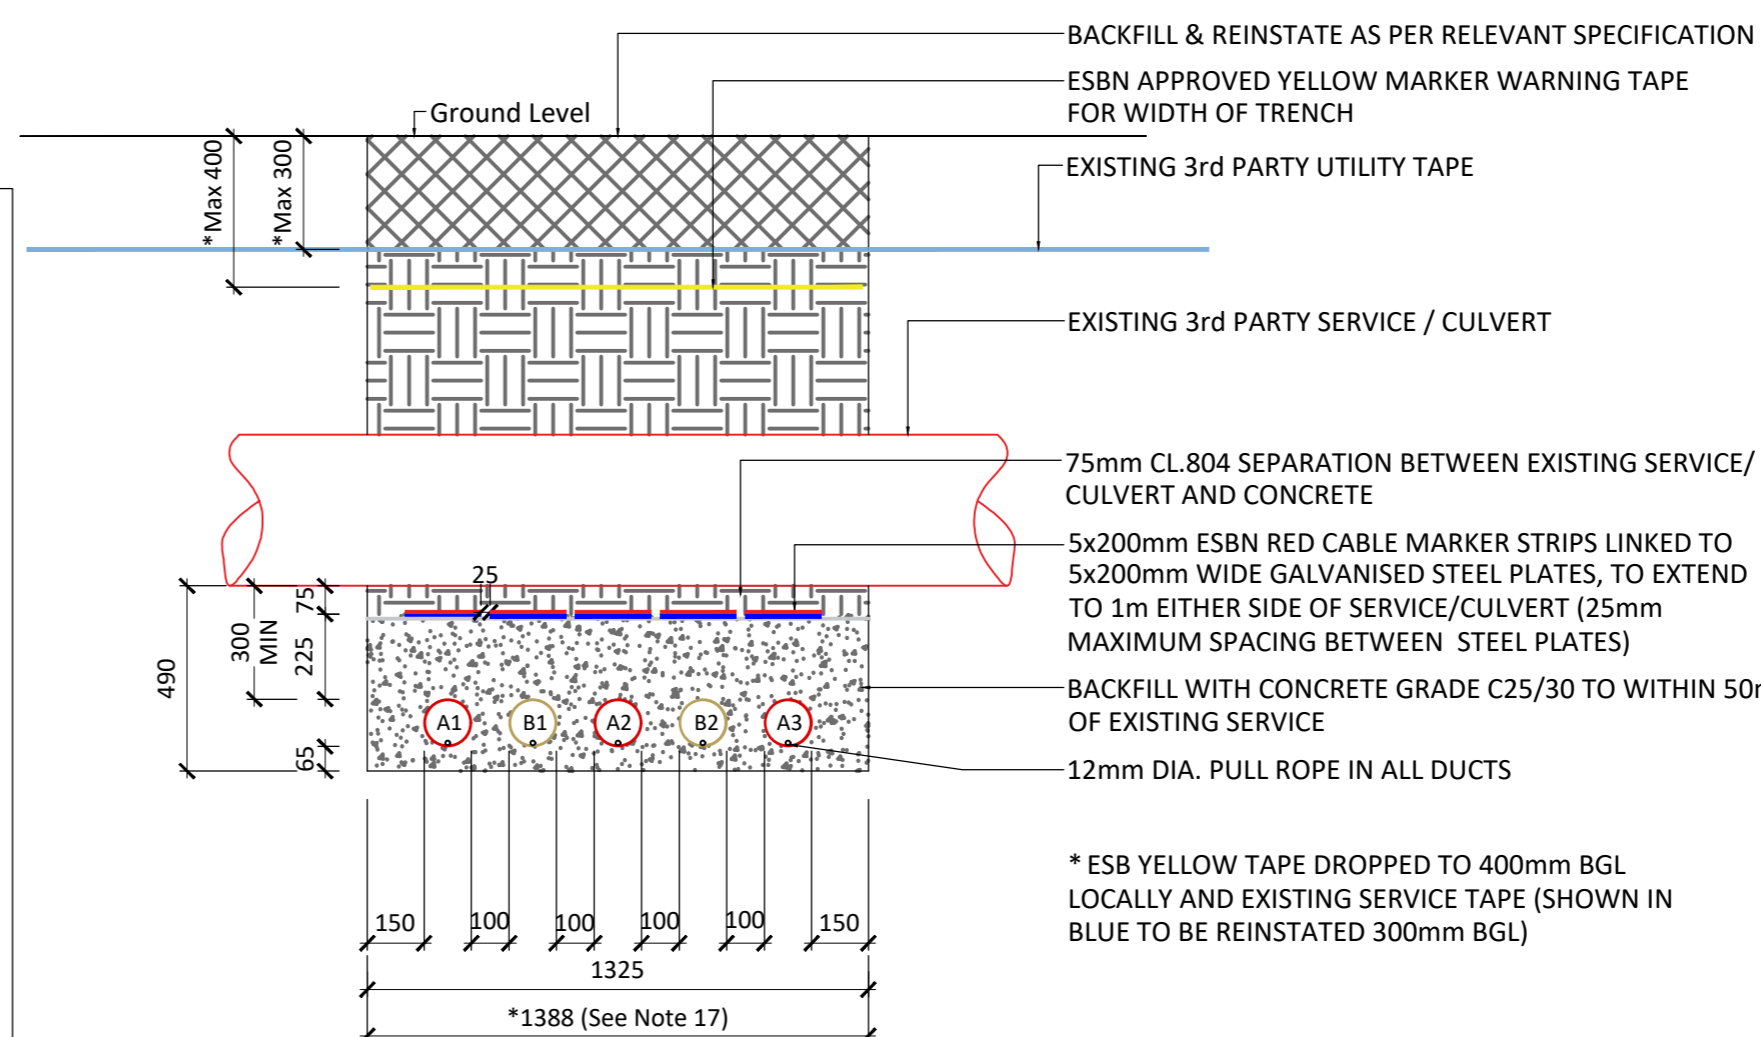 BACKFILL & REINSTATE AS PER RELEVANT SPECIFICATION
ESBN APPROVED YELLOW MARKER WARNING TAPE
FOR WIDTH OF TRENCH
Ground Level
*Max 400
*Max 300
EXISTING 3rd PARTY UTILITY TAPE
EXISTING 3rd PARTY SERVICE / CULVERT
75mm CL.804 SEPARATION BETWEEN EXISTING SERVICE/
CULVERT AND CONCRETE
5x200mm ESBN RED CABLE MARKER STRIPS LINKED TO
5x200mm WIDE GALVANISED STEEL PLATES, TO EXTEND
TO 1m EITHER SIDE OF SERVICE/CULVERT (25mm
MAXIMUM SPACING BETWEEN STEEL PLATES)
25
490
300
MIN
75
225
65
A1
B1
A2
B2
A3
BACKFILL WITH CONCRETE GRADE C25/30 TO WITHIN
OF EXISTING SERVICE
12mm DIA. PULL ROPE IN ALL DUCTS
* ESB YELLOW TAPE DROPPED TO 400mm BGL
LOCALLY AND EXISTING SERVICE TAPE (SHOWN IN
BLUE TO BE REINSTATED 300mm BGL)
150
100
100
100
100
150
1325
*1388 (See Note 17)